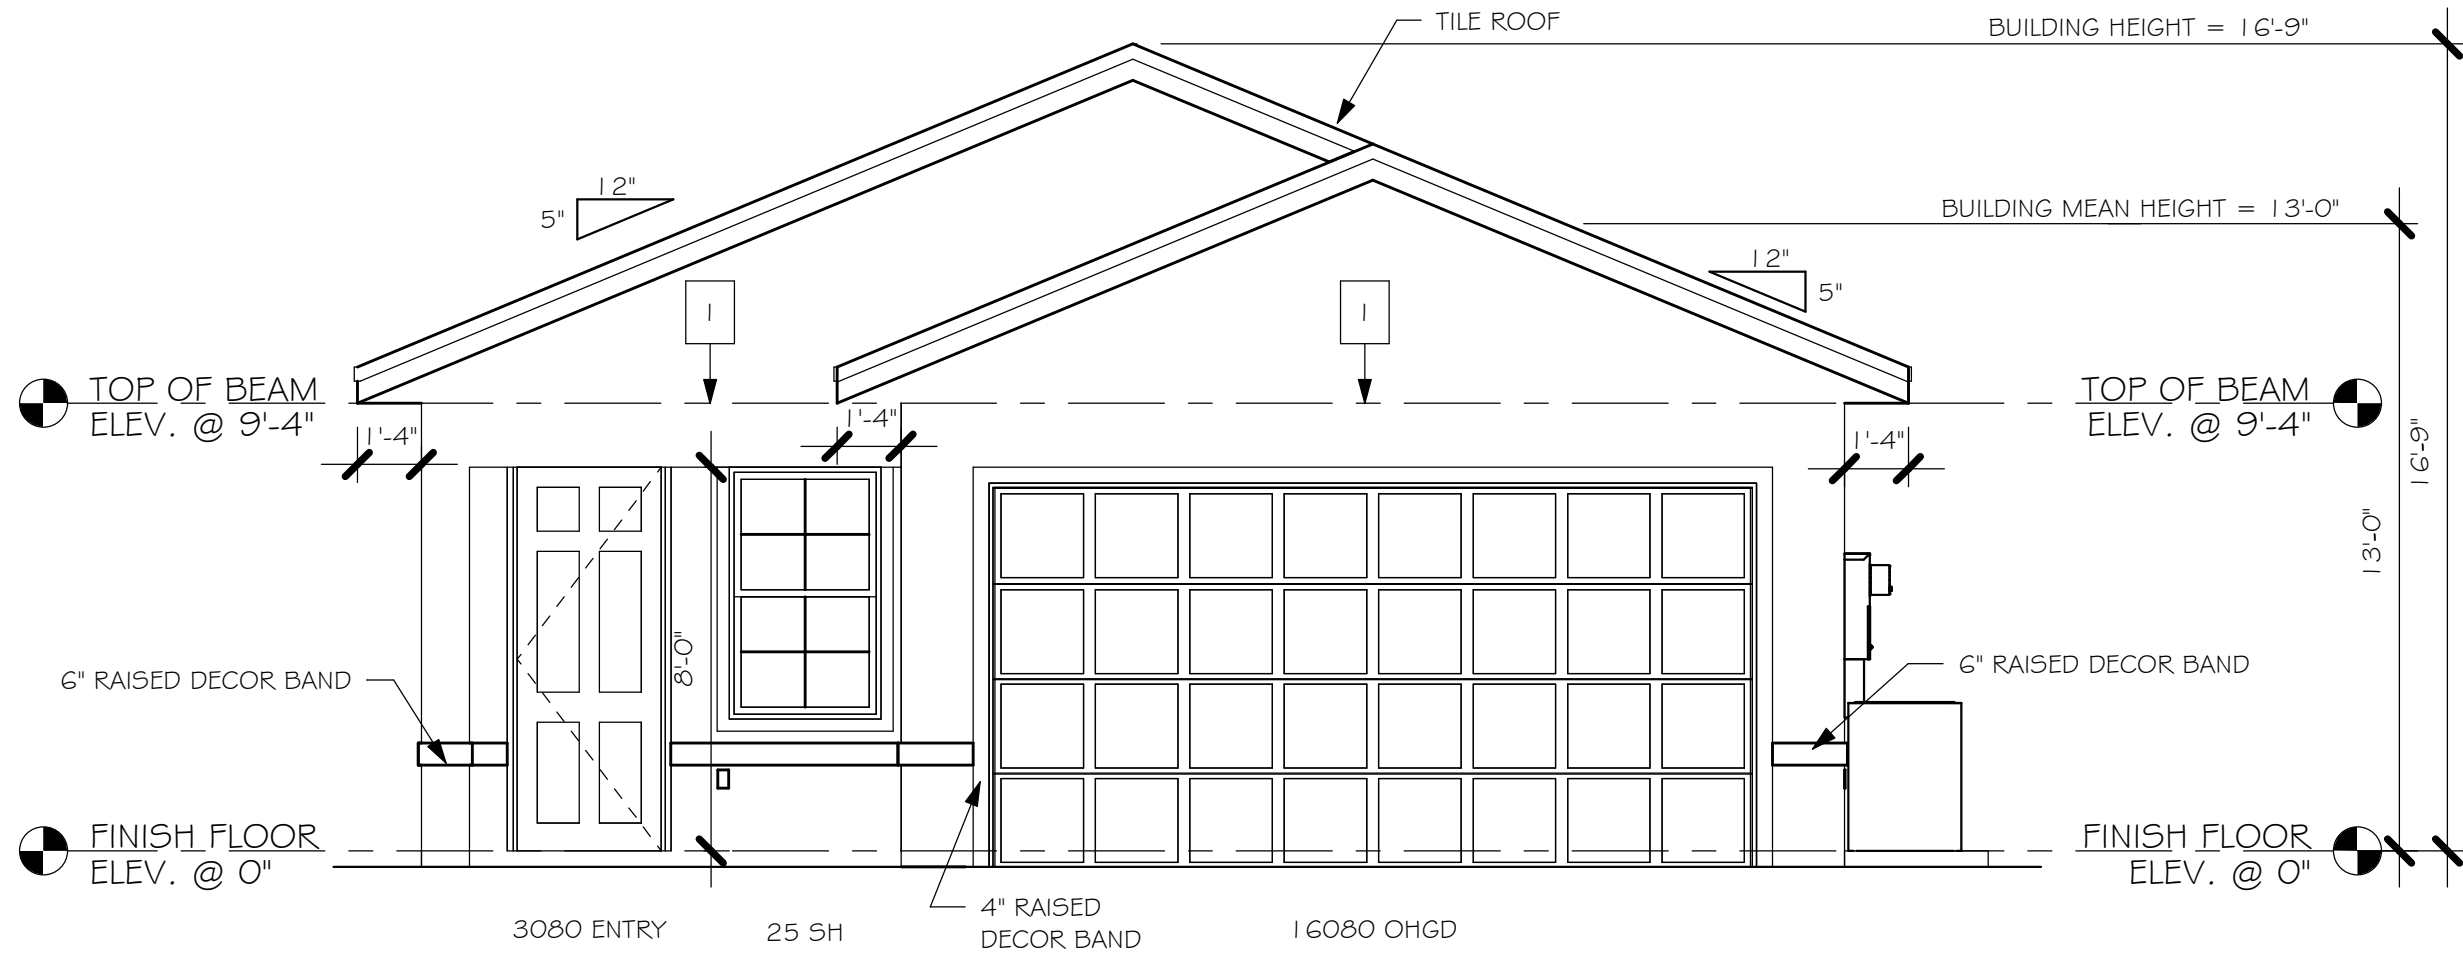 TILE ROOF
BUILDING HEIGHT = 16'-9"
12"
5"
BUILDING MEAN HEIGHT = 13'-0"
12"
5"
1
1
TOP OF BEAM
ELEV. @ 9'-4"
1'-4"
1'-4"
1'-4"
TOP OF BEAM
ELEV. @ 9'-4"
16'-9"
13'-0"
8'-0"
6" RAISED DECOR BAND
6" RAISED DECOR BAND
FINISH FLOOR
ELEV. @ 0"
FINISH FLOOR
ELEV. @ 0"
4" RAISED
DECOR BAND
3080 ENTRY
25 SH
16080 OHGD